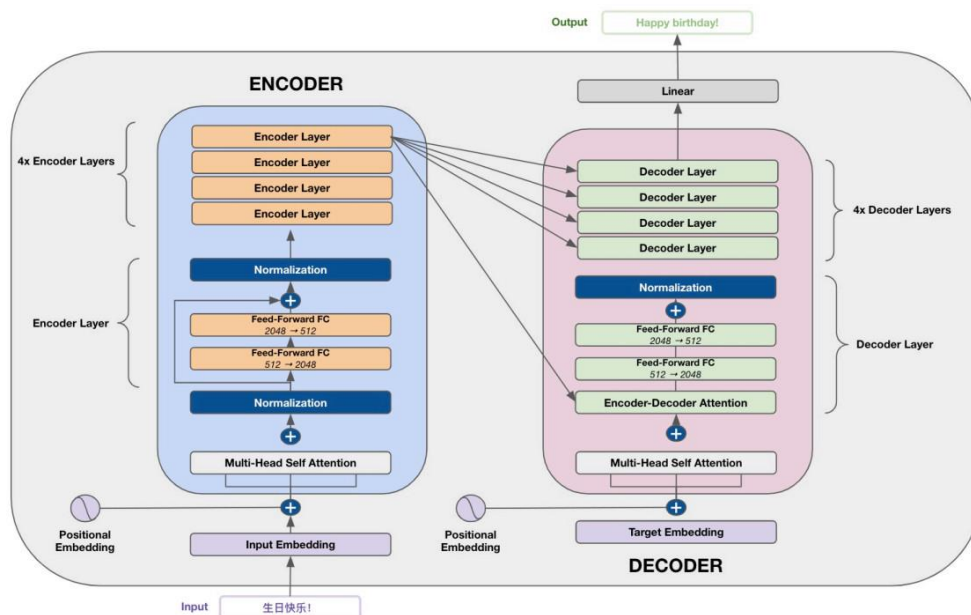 Output
Happy birthday!
ENCODER
Linear
4x Encoder Layers
Encoder Layer
Encoder Layer
Encoder Layer
Encoder Layer
Normalization
Encoder Layer
Feed-Forward FC
2048 → 512
Feed-Forward FC
512 → 2048
Normalization
Multi-Head Self Attention
Positional
Embedding
Input Embedding
Input
生日快乐!
Decoder Layer
Decoder Layer
Decoder Layer
Decoder Layer
4x Decoder Layers
Normalization
Feed-Forward FC
2048 → 512
Feed-Forward FC
512 → 2048
Decoder Layer
Encoder-Decoder Attention
Multi-Head Self Attention
Positional
Embedding
Target Embedding
DECODER